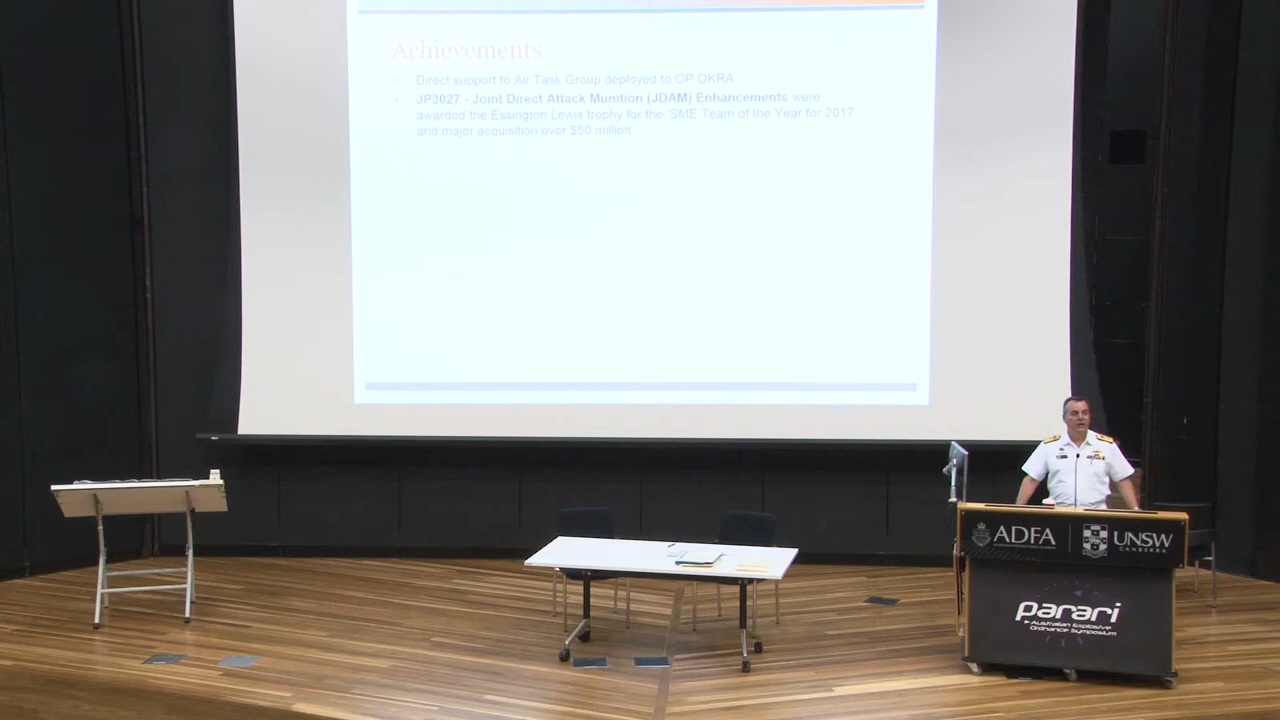 Achievements
Direct support to Air Task Group deployed to OP OKRA
JP3027 - Joint Direct Attack Munition (JDAM) Enhancements were
awarded the Essington Lewis trophy for the 'SME Team of the Year for 2017
and major acquisition over $50 million'
ADFA
UNSW
CANBERRA
parari
Australian Explosive
Ordnance Symposium